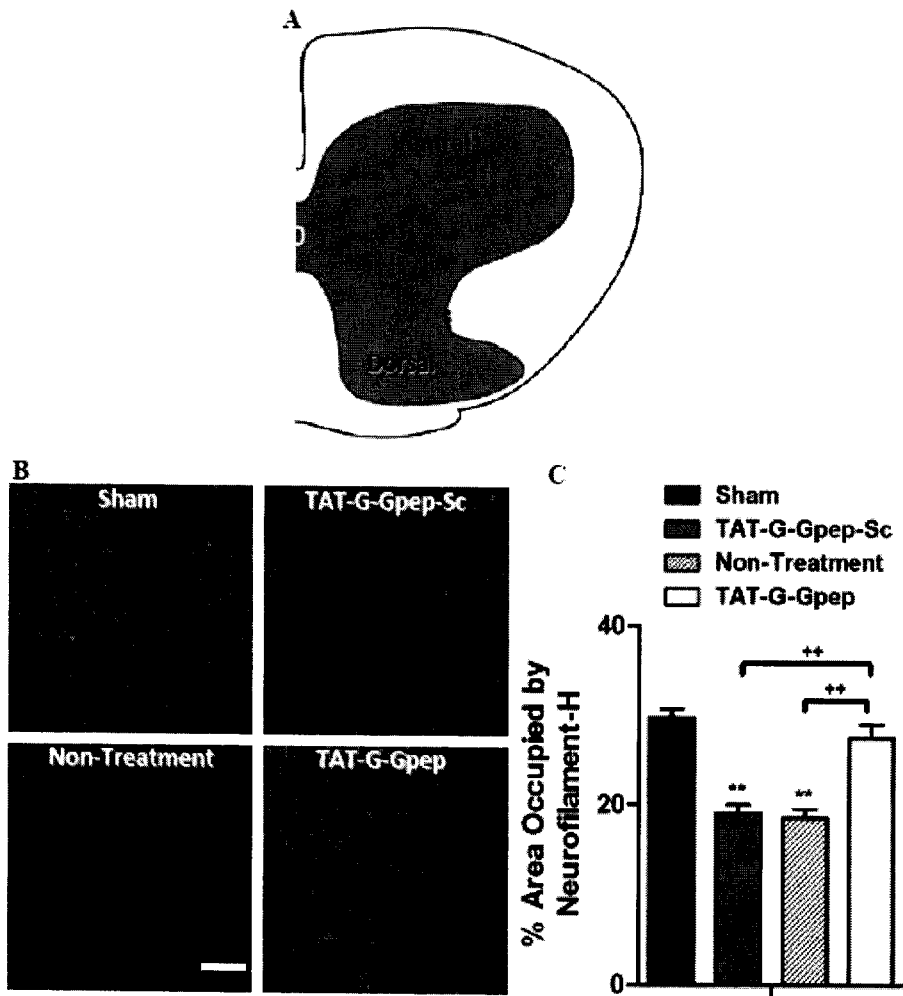 A
Dorsal
B
Sham
TAT-G-Gpep-Sc
Non-Treatment
TAT-G-Gpep
C
Sham
TAT-G-Gpep-Sc
Non-Treatment
TAT-G-Gpep
% Area Occupied by
Neurofilament-H
40
20
0
++
++
**
**